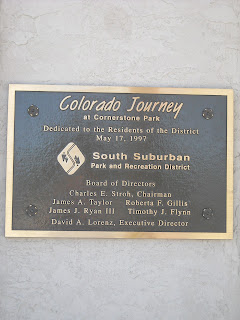 Colorado Journey
at Cornerstone Park
Dedicated to the Residents of the District
May 17, 1997
South Suburban
Park and Recreation District
Board of Directors
Charles E. Stroh, Chairman
James A. Taylor Roberta F. Gillis
James J. Ryan III Timothy J. Flynn
David A. Lorenz, Executive Director